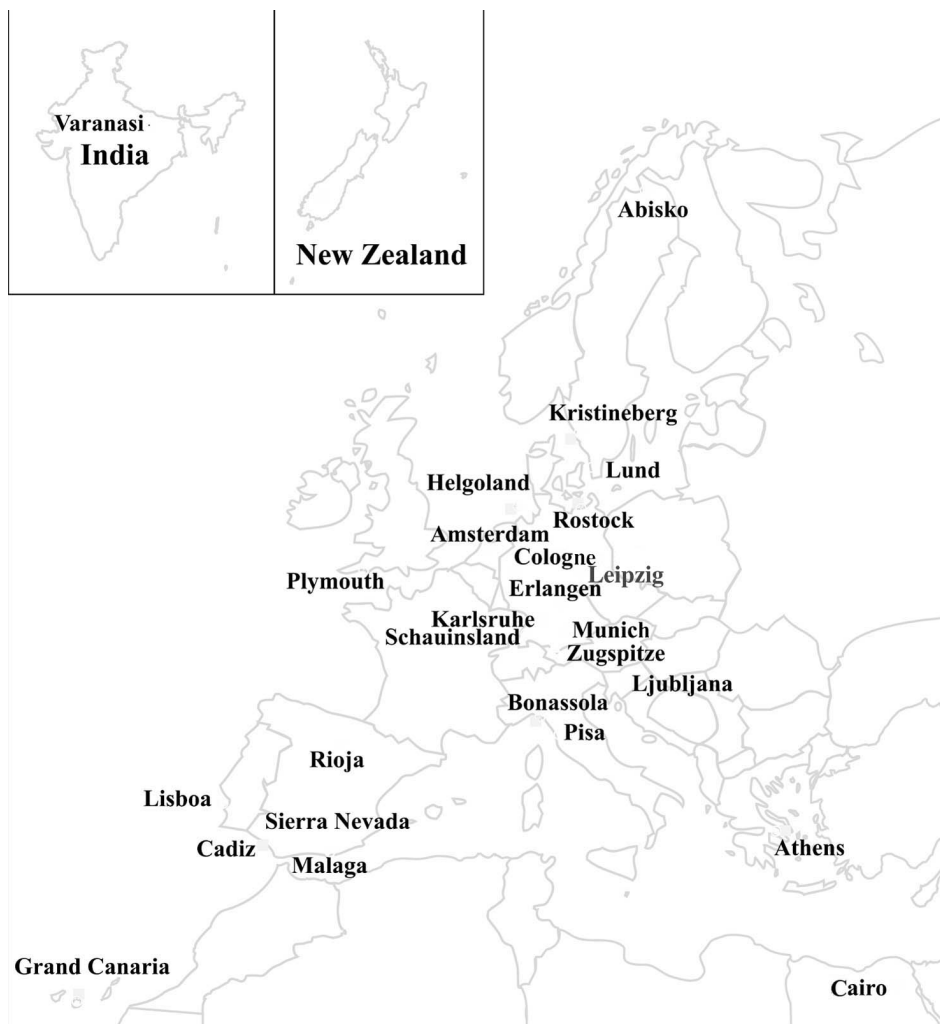 Varanasi
India
New Zealand
Abisko
Kristineberg
Lund
Helgoland
Rostock
Amsterdam
Cologne
Leipzig
Plymouth
Erlangen
Karlsruhe
Munich
Schauinsland
Zugspitze
Ljubljana
Bonassola
Pisa
Rioja
Lisboa
Sierra Nevada
Cadiz
Athens
Malaga
Grand Canaria
Cairo